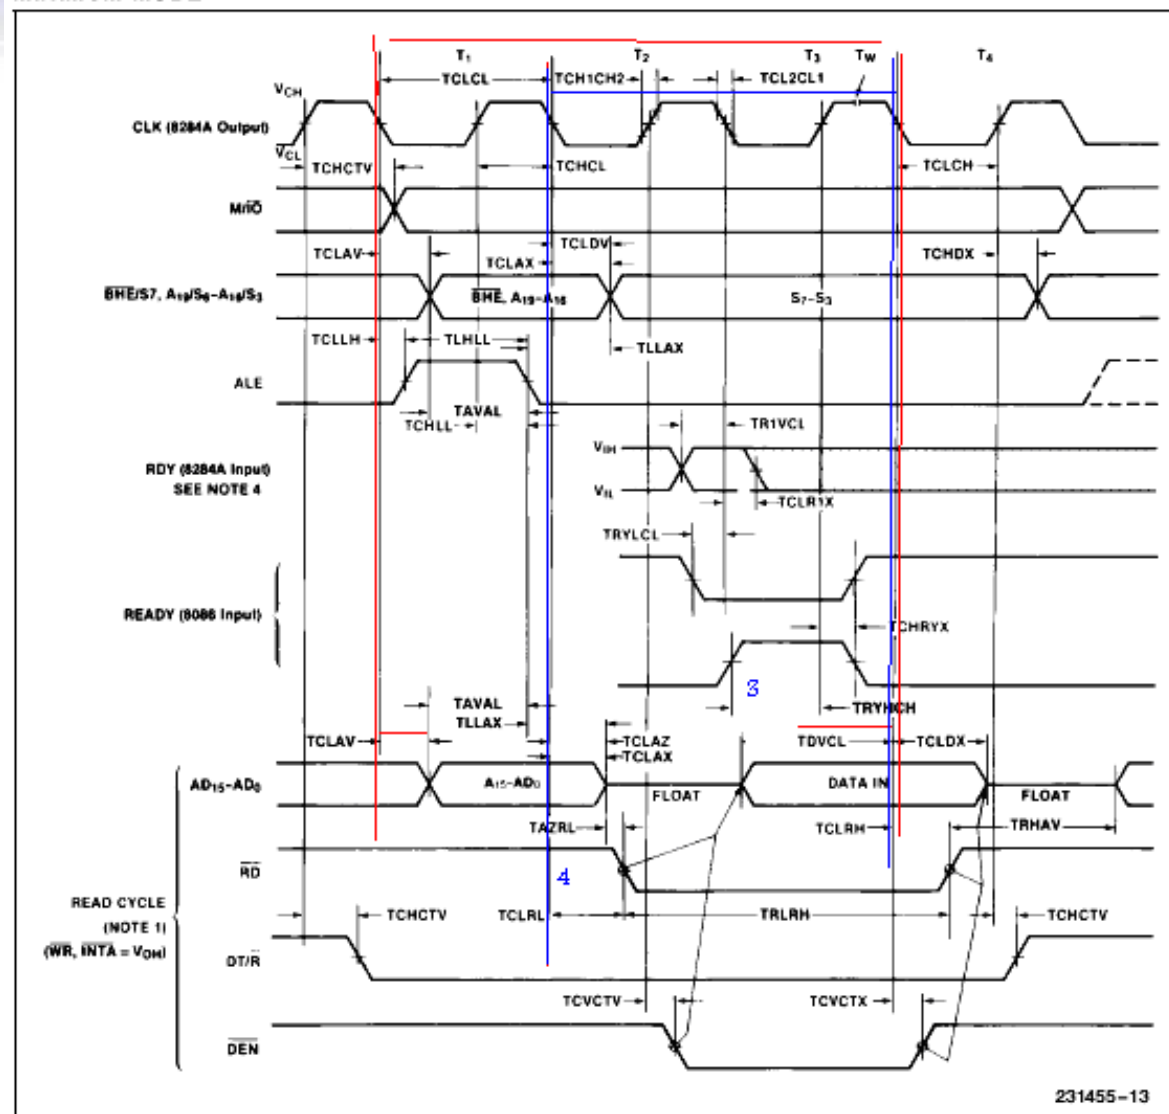 T1 T2 T3 TW T4
TCLCL TCH1CH2 TCL2CL1
VCH
CLK (8284A Output)
VCL
TCHCTV TCHCL TCLCH
M/IO
TCLDV
TCLAV TCLAX TCHDX
BHE/S7, A19/S6–A16/S3 BHE, A19–A16 S7–S3
TCLLH TLHLL TLLAX
ALE
TAVAL
TCHLL TR1VCL
VIH
RDY (8284A Input)
SEE NOTE 4
VIL
TCLR1X
TRYLCL
READY (8086 Input)
TCHRYX
3
TAVAL TRYHCH
TLLAX
TCLAV TCLAZ TDVCL TCLDX
TCLAX
AD15–AD0 A15–AD0 FLOAT DATA IN FLOAT
TAZRL TCLRH TRHAV
RD 4
READ CYCLE
(NOTE 1)
(WR, INTA = VOH)
TCHCTV TCLRL TRLRH TCHCTV
DT/R
TCVCTV TCVCTX
DEN
231455–13